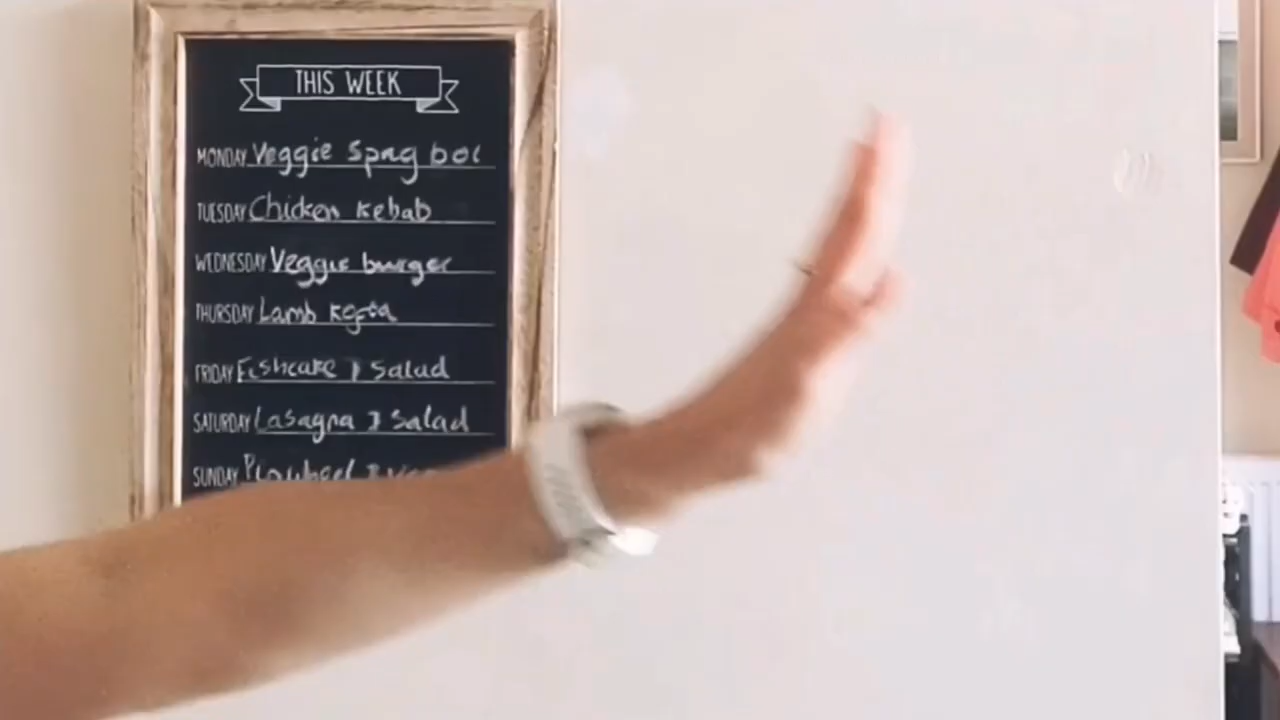 THIS WEEK
MONDAY Veggie Spag bol
TUESDAY Chicken Kebab
WEDNESDAY Veggie burger
THURSDAY Lamb Kofta
FRIDAY Fishcake & Salad
SATURDAY Lasagna & Salad
SUNDAY Pinwheel &